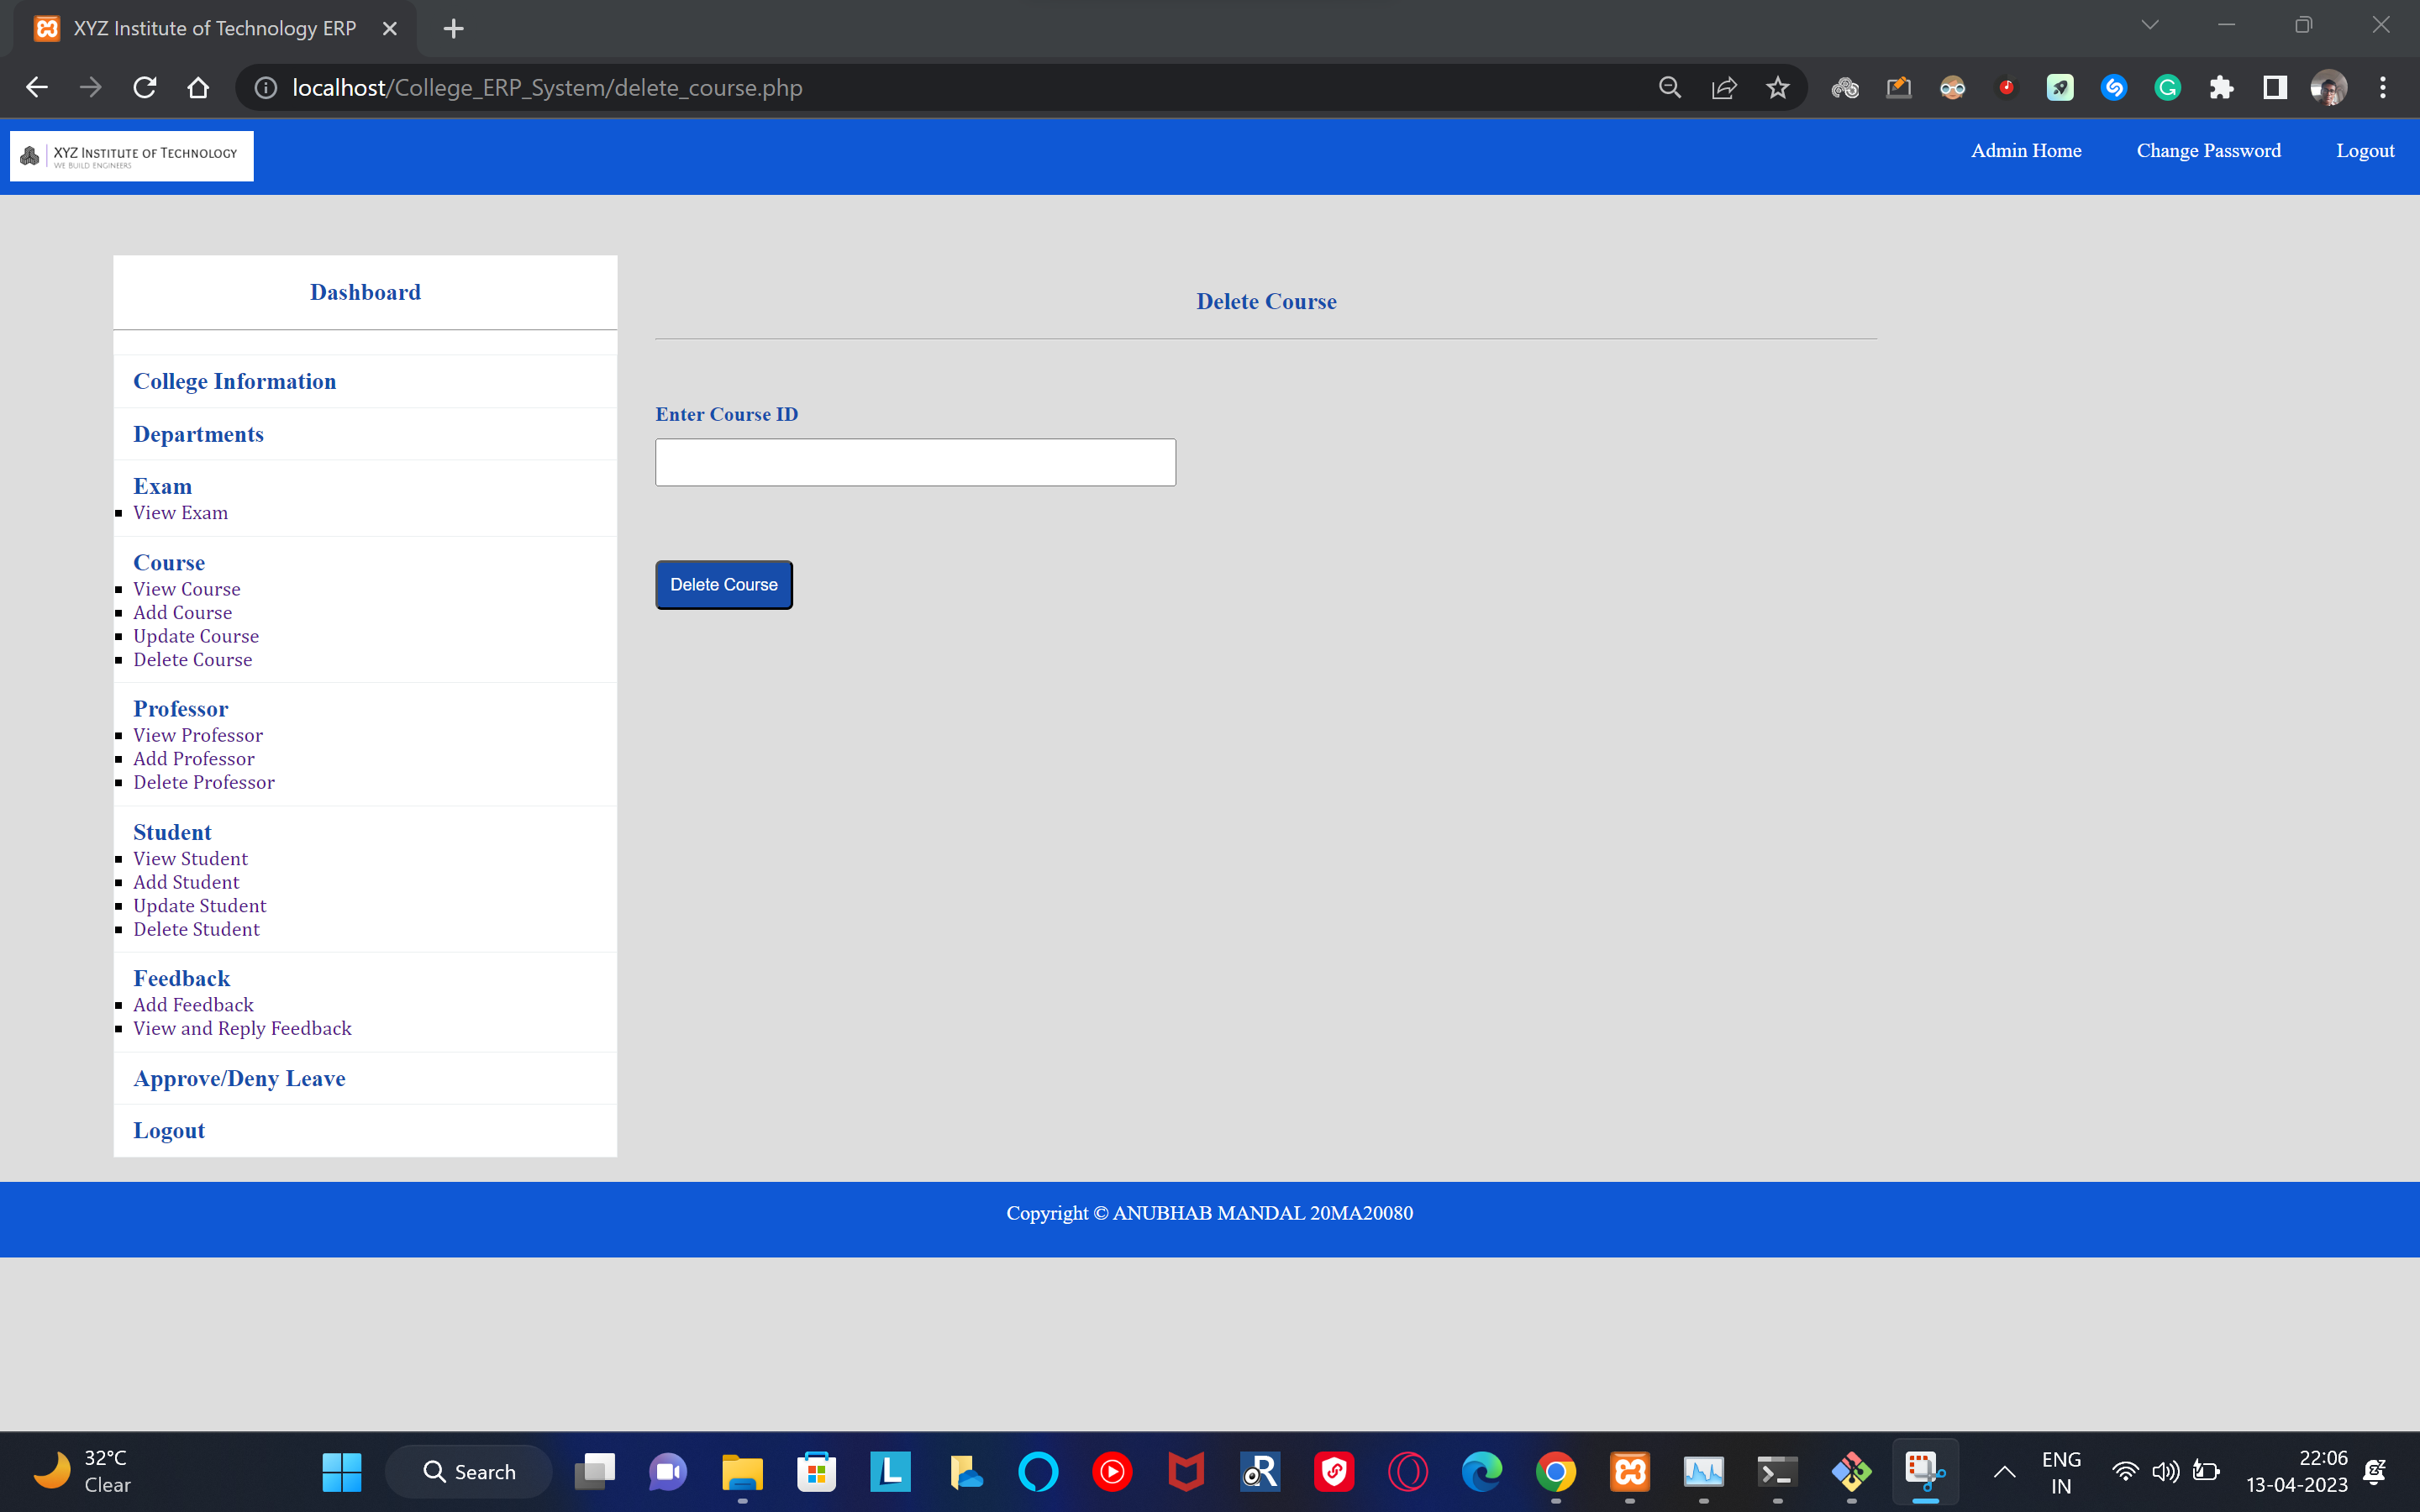 XYZ Institute of Technology ERP
localhost/College_ERP_System/delete_course.php
XYZ INSTITUTE OF TECHNOLOGY
WE BUILD ENGINEERS
Admin Home
Change Password
Logout
Dashboard
College Information
Departments
Exam
View Exam
Course
View Course
Add Course
Update Course
Delete Course
Professor
View Professor
Add Professor
Delete Professor
Student
View Student
Add Student
Update Student
Delete Student
Feedback
Add Feedback
View and Reply Feedback
Approve/Deny Leave
Logout
Delete Course
Enter Course ID
Delete Course
Copyright © ANUBHAB MANDAL 20MA20080
32°C
Clear
Search
ENG
IN
22:06
13-04-2023